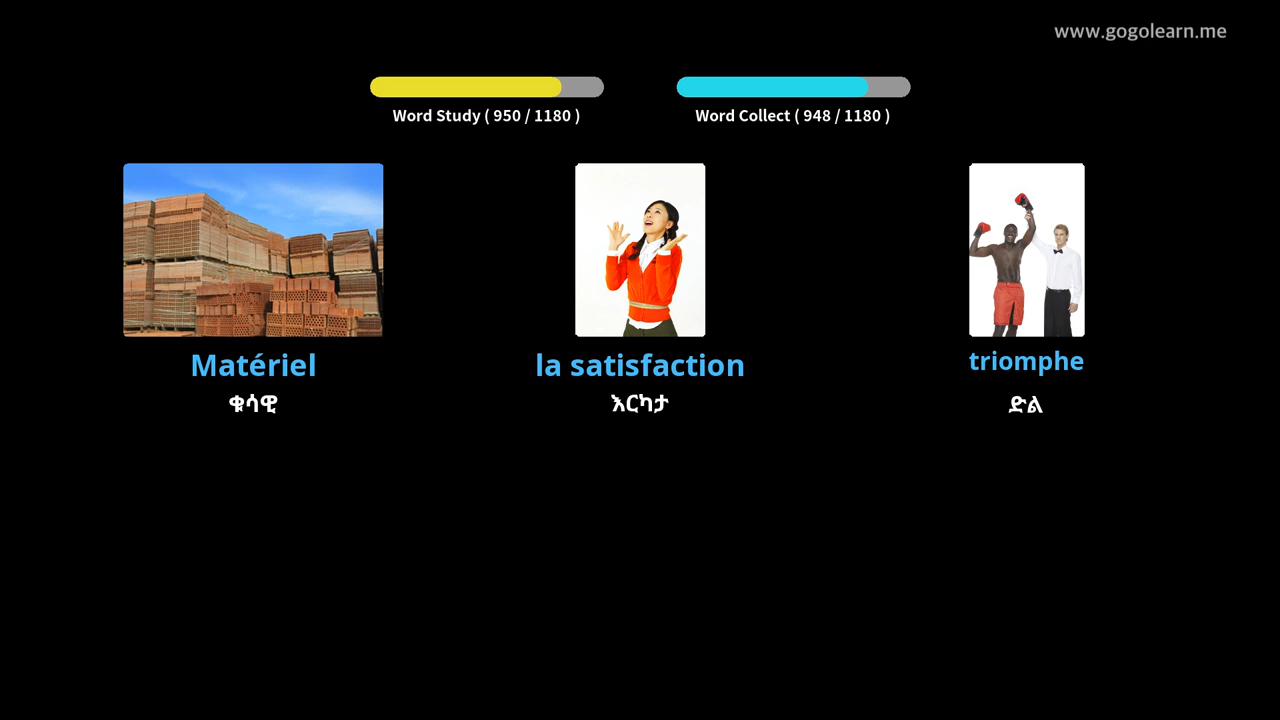 www.gogolearn.me
Word Study ( 950 / 1180 )
Word Collect ( 948 / 1180 )
Matériel
la satisfaction
triomphe
ቁሳዊ
እርካታ
ድል